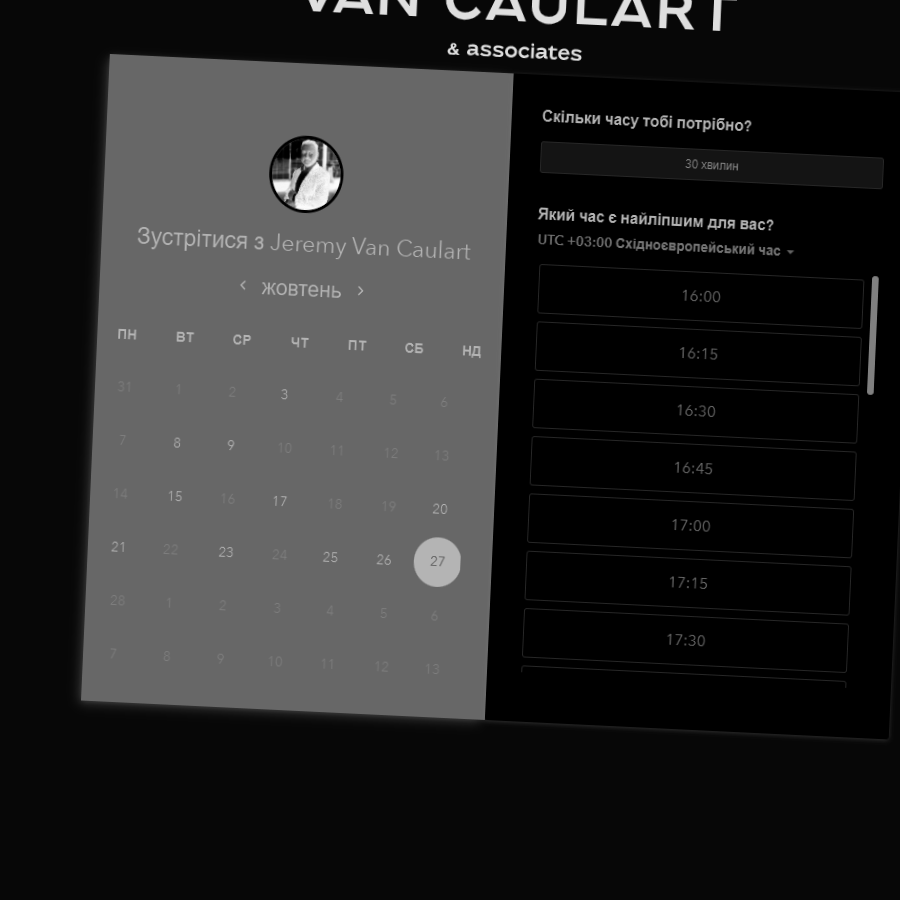 VAN CAULART
& associates
Зустрітися з Jeremy Van Caulart
жовтень
ПН ВТ СР ЧТ ПТ СБ НД
31 1 2 3 4 5 6
7 8 9 10 11 12 13
14 15 16 17 18 19 20
21 22 23 24 25 26 27
28 1 2 3 4 5 6
7 8 9 10 11 12 13
Скільки часу тобі потрібно?
30 хвилин
Який час є найліпшим для вас?
UTC +03:00 Східноєвропейський час
16:00
16:15
16:30
16:45
17:00
17:15
17:30